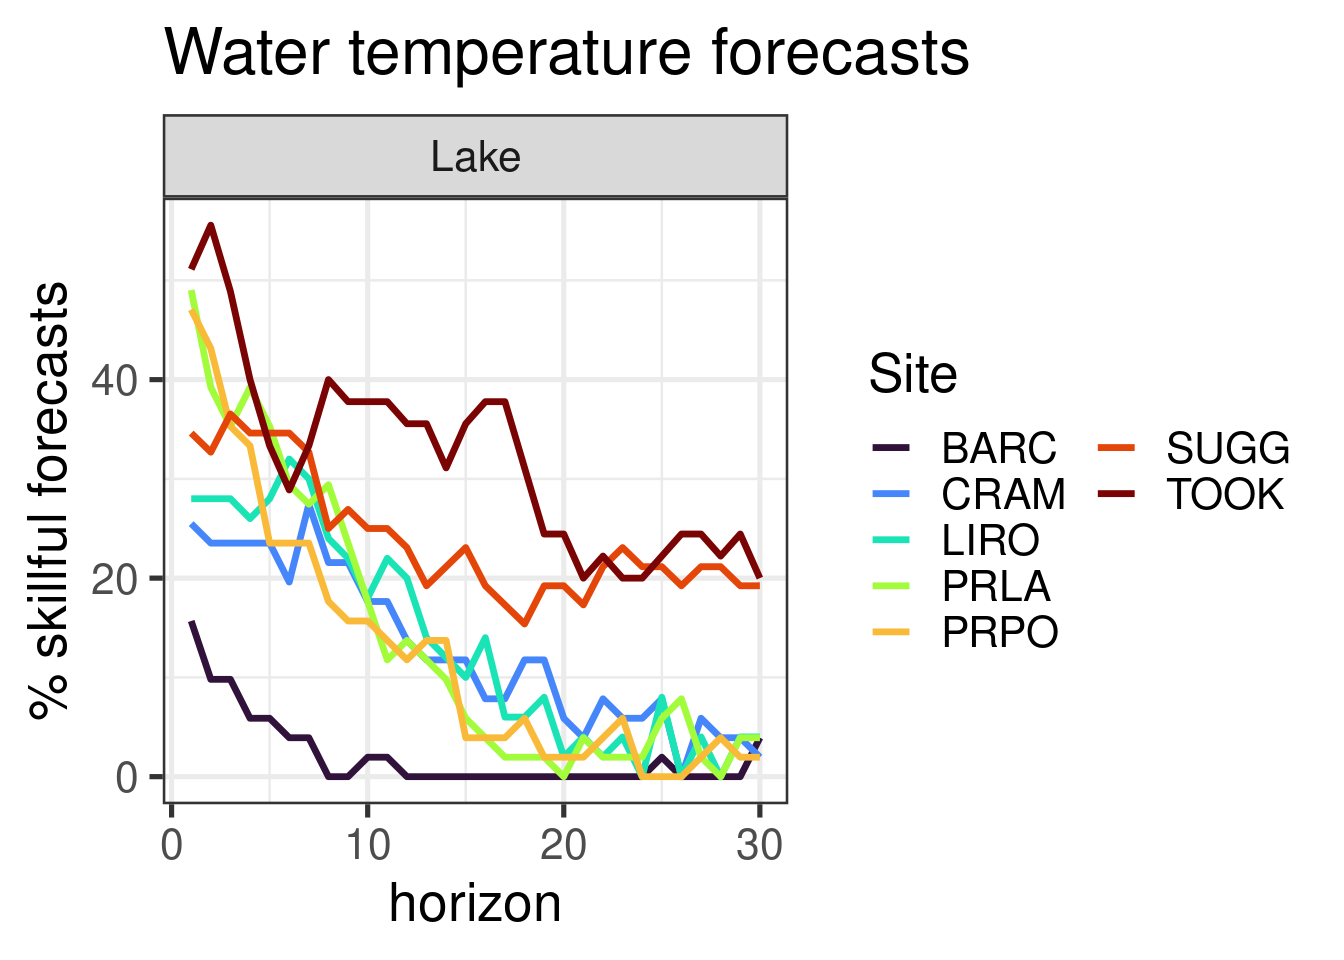 Water temperature forecasts
Lake
% skillful forecasts
40
20
0
0 10 20 30
horizon
Site
BARC SUGG
CRAM TOOK
LIRO
PRLA
PRPO